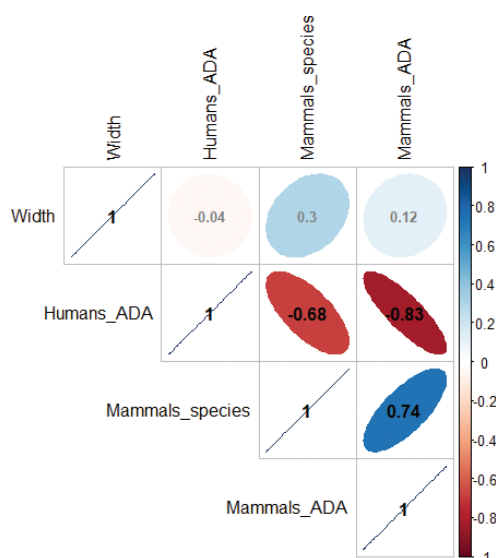 Width
Humans_ADA
Mammals_species
Mammals_ADA
Width
1
-0.04
0.3
0.12
Humans_ADA
1
-0.68
-0.83
Mammals_species
1
0.74
Mammals_ADA
1
1
0.8
0.6
0.4
0.2
0
-0.2
-0.4
-0.6
-0.8
-1